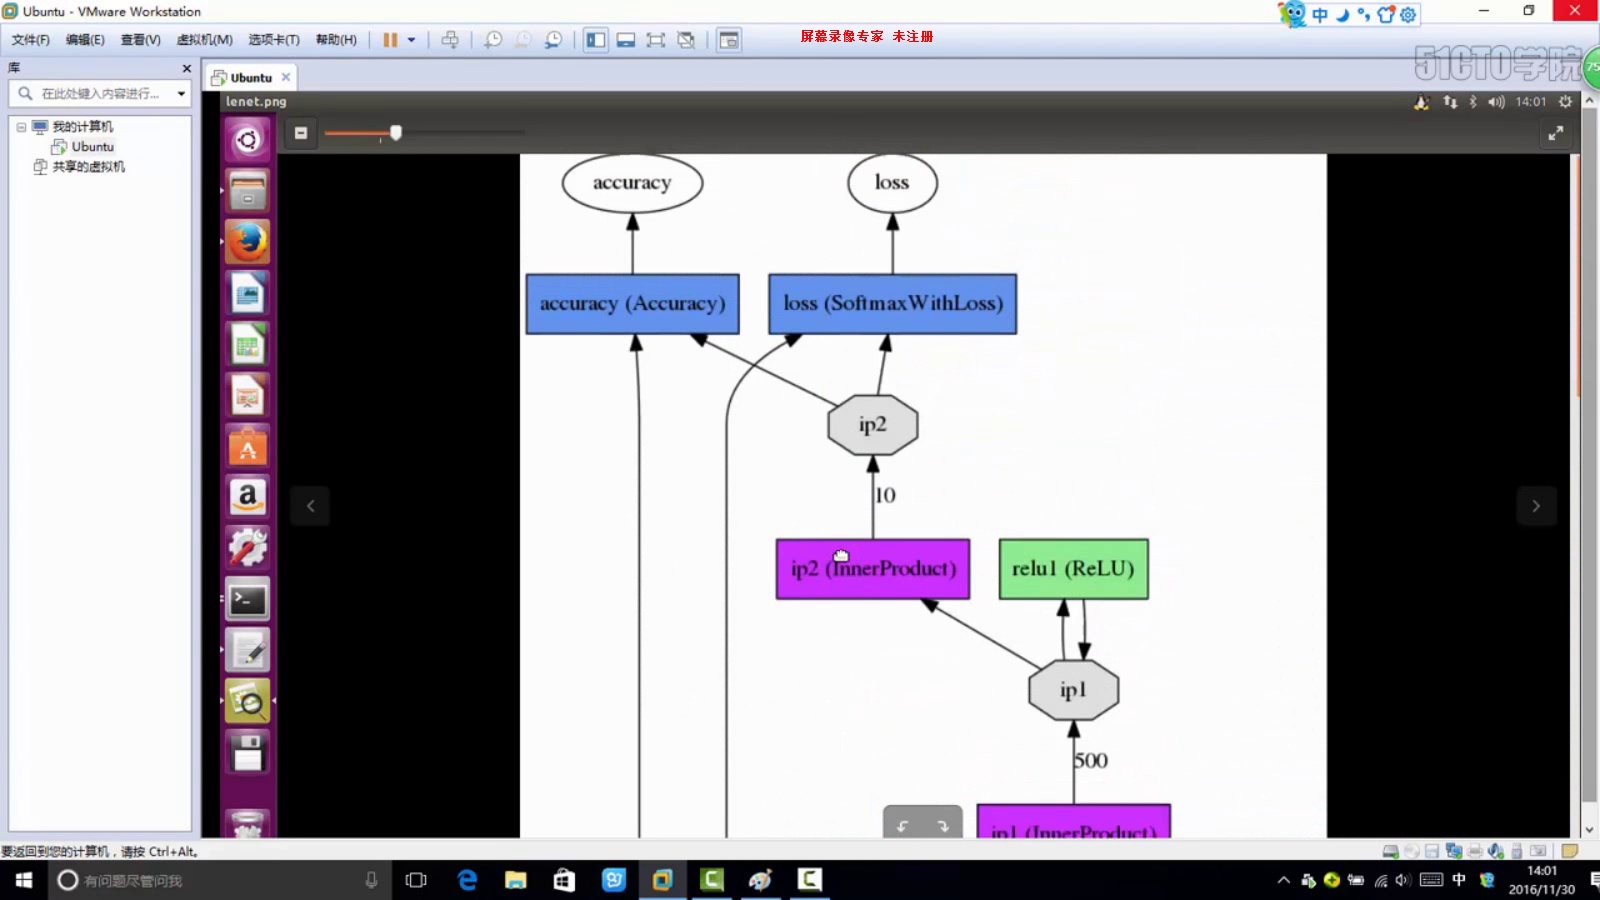 Ubuntu - VMware Workstation
中
文件(F) 编辑(E) 查看(V) 虚拟机(M) 选项卡(T) 帮助(H)
屏幕录像专家 未注册
51CTO学院
75
库
Ubuntu
在此处键入内容进行...
lenet.png
14:01
我的计算机
Ubuntu
共享的虚拟机
accuracy
loss
accuracy (Accuracy)
loss (SoftmaxWithLoss)
ip2
10
ip2 (InnerProduct)
relu1 (ReLU)
ip1
500
ip1 (InnerProduct)
要返回到您的计算机，请按 Ctrl+Alt。
有问题尽管问我
中
14:01
2016/11/30